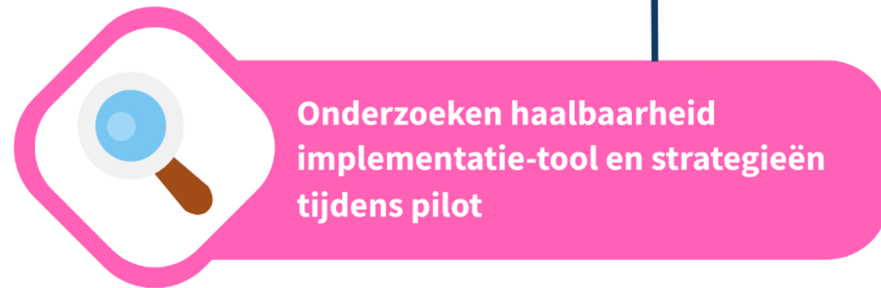 Onderzoeken haalbaarheid
implementatie-tool en strategieën
tijdens pilot